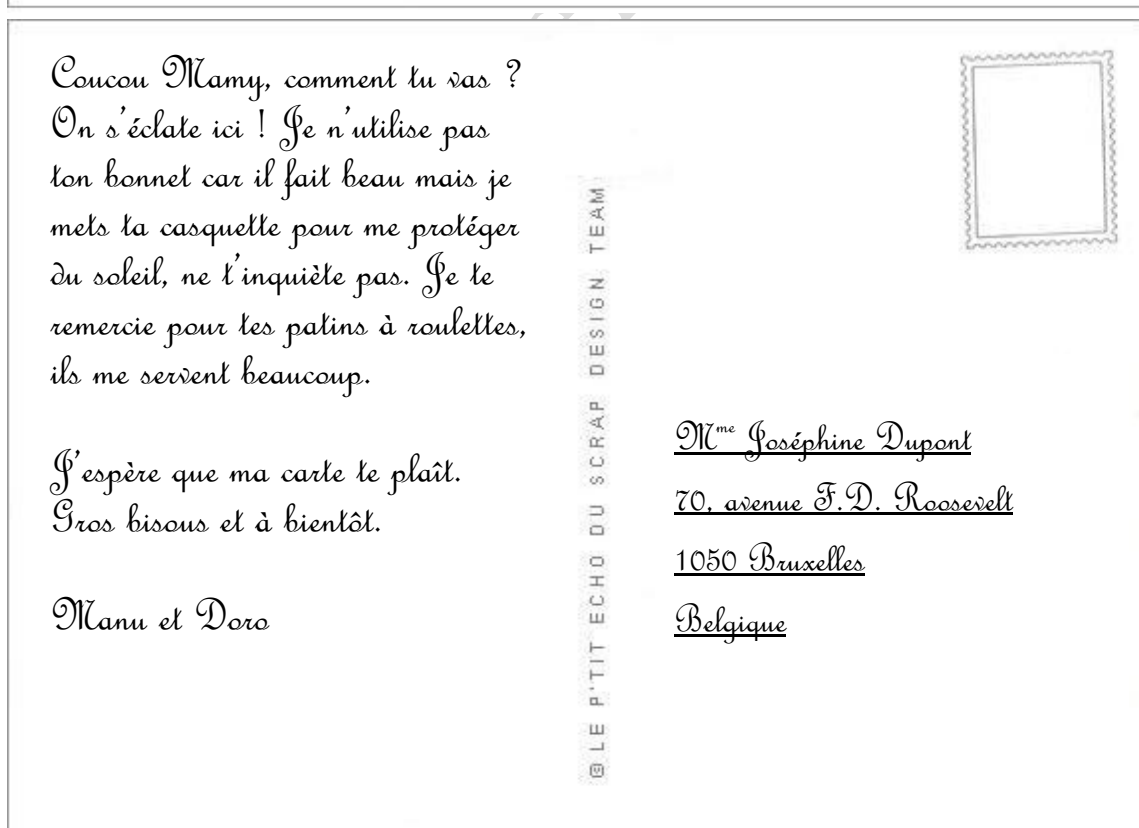 Coucou Mamy, comment tu vas ?
On s'éclate ici ! Je n'utilise pas
ton bonnet car il fait beau mais je
mets ta casquette pour me protéger
du soleil, ne t'inquiète pas. Je te
remercie pour tes patins à roulettes,
ils me servent beaucoup.
J'espère que ma carte te plaît.
Gros bisous et à bientôt.
Manu et Doro
© LE P'TIT ECHO DU SCRAP DESIGN TEAM
Mme Joséphine Dupont
70, avenue F.D. Roosevelt
1050 Bruxelles
Belgique